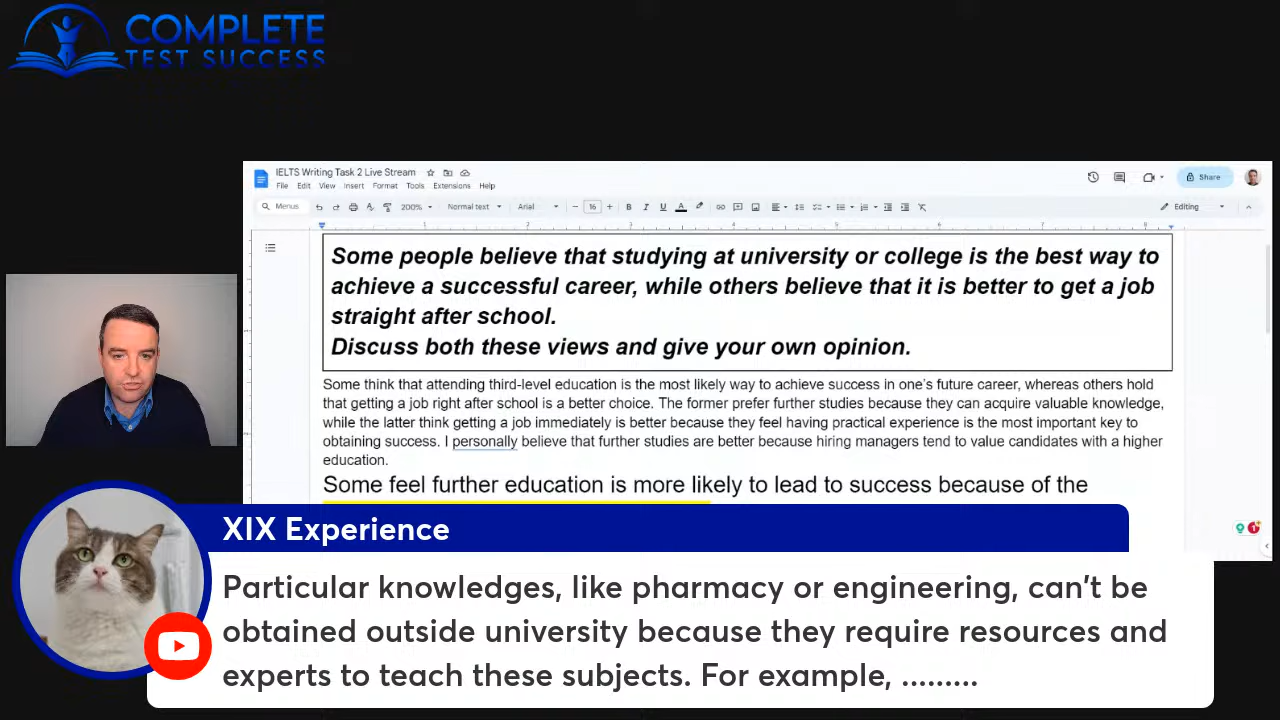 COMPLETE
TEST SUCCESS
IELTS Writing Task 2 Live Stream
File Edit View Insert Format Tools Extensions Help
Share
Menus
200%
Normal text
Arial
16
B I U A
Editing
1 2 3 4 5 6 7 8
Some people believe that studying at university or college is the best way to
achieve a successful career, while others believe that it is better to get a job
straight after school.
Discuss both these views and give your own opinion.
Some think that attending third-level education is the most likely way to achieve success in one's future career, whereas others hold
that getting a job right after school is a better choice. The former prefer further studies because they can acquire valuable knowledge,
while the latter think getting a job immediately is better because they feel having practical experience is the most important key to
obtaining success. I personally believe that further studies are better because hiring managers tend to value candidates with a higher
education.
Some feel further education is more likely to lead to success because of the
XIX Experience
Particular knowledges, like pharmacy or engineering, can't be
obtained outside university because they require resources and
experts to teach these subjects. For example, .........